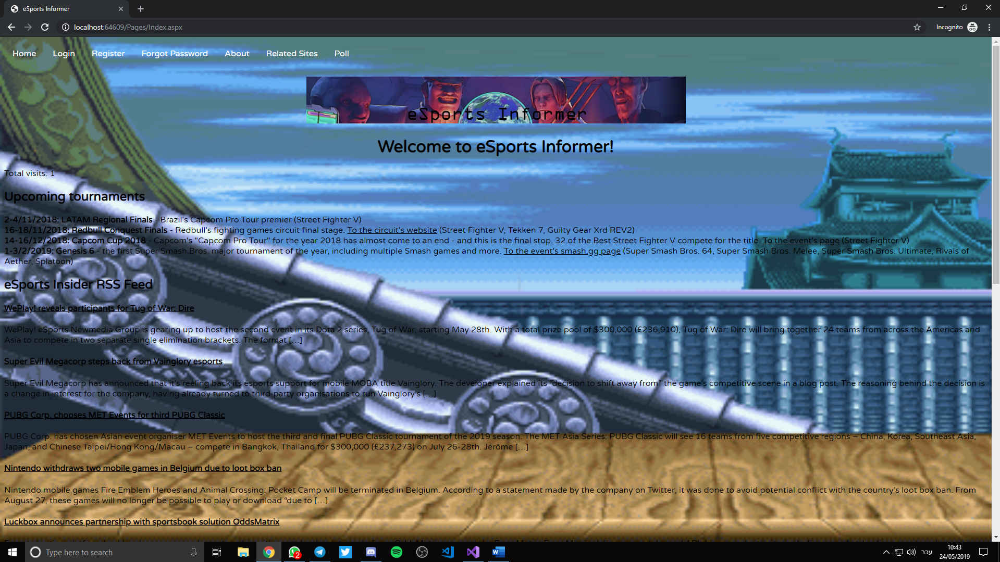 eSports Informer
localhost:64609/Pages/Index.aspx
Incognito
Home Login Register Forgot Password About Related Sites Poll
eSports Informer
Welcome to eSports Informer!
Total visits: 1
Upcoming tournaments
2-4/11/2018: LATAM Regional Finals - Brazil's Capcom Pro Tour premier (Street Fighter V)
16-18/11/2018: Redbull Conquest Finals - Redbull's fighting games circuit final stage. To the circuit's website (Street Fighter V, Tekken 7, Guilty Gear Xrd REV2)
14-16/12/2018: Capcom Cup 2018 - Capcom's "Capcom Pro Tour" for the year 2018 has almost come to an end - and this is the final stop. 32 of the Best Street Fighter V compete for the title. To the event's page (Street Fighter V)
1-3/2/2019: Genesis 6 - the first Super Smash Bros. major tournament of the year, including multiple Smash games and more. To the event's smash.gg page (Super Smash Bros. 64, Super Smash Bros. Melee, Super Smash Bros. Ultimate, Rivals of
Aether, Splatoon)
eSports Insider RSS Feed
WePlay! reveals participants for Tug of War: Dire
WePlay! eSports Newmedia Group is gearing up to host the second event in its Dota 2 series, Tug of War, starting May 28th. With a total prize pool of $300,000 (£236,910), Tug of War: Dire will bring together 24 teams from across the Americas and
Asia to compete in two separate single elimination brackets. The format […]
Super Evil Megacorp steps back from Vainglory esports
Super Evil Megacorp has announced that it's reeling back its esports support for mobile MOBA title Vainglory. The developer explained its "decision to shift away from" the game's competitive scene in a blog post. The reasoning behind the decision is
a change in interest for the company, having already turned to third-party organisations to run Vainglory's […]
PUBG Corp. chooses MET Events for third PUBG Classic
PUBG Corp. has chosen Asian event organiser MET Events to host the third and final PUBG Classic tournament of the 2019 season. The MET Asia Series: PUBG Classic will see 16 teams from five competitive regions – China, Korea, Southeast Asia,
Japan, and Chinese Taipei/Hong Kong/Macau – compete in Bangkok, Thailand for $300,000 (£237,273) on July 26-28th. Jérôme […]
Nintendo withdraws two mobile games in Belgium due to loot box ban
Nintendo mobile games Fire Emblem Heroes and Animal Crossing: Pocket Camp will be terminated in Belgium. According to a statement made by the company on Twitter, it was done to avoid potential conflict with the country's loot box ban. From
August 27, these games will no longer be possible to play or download "due to […]
Luckbox announces partnership with sportsbook solution OddsMatrix
Type here to search
2
עבר
10:43
24/05/2019